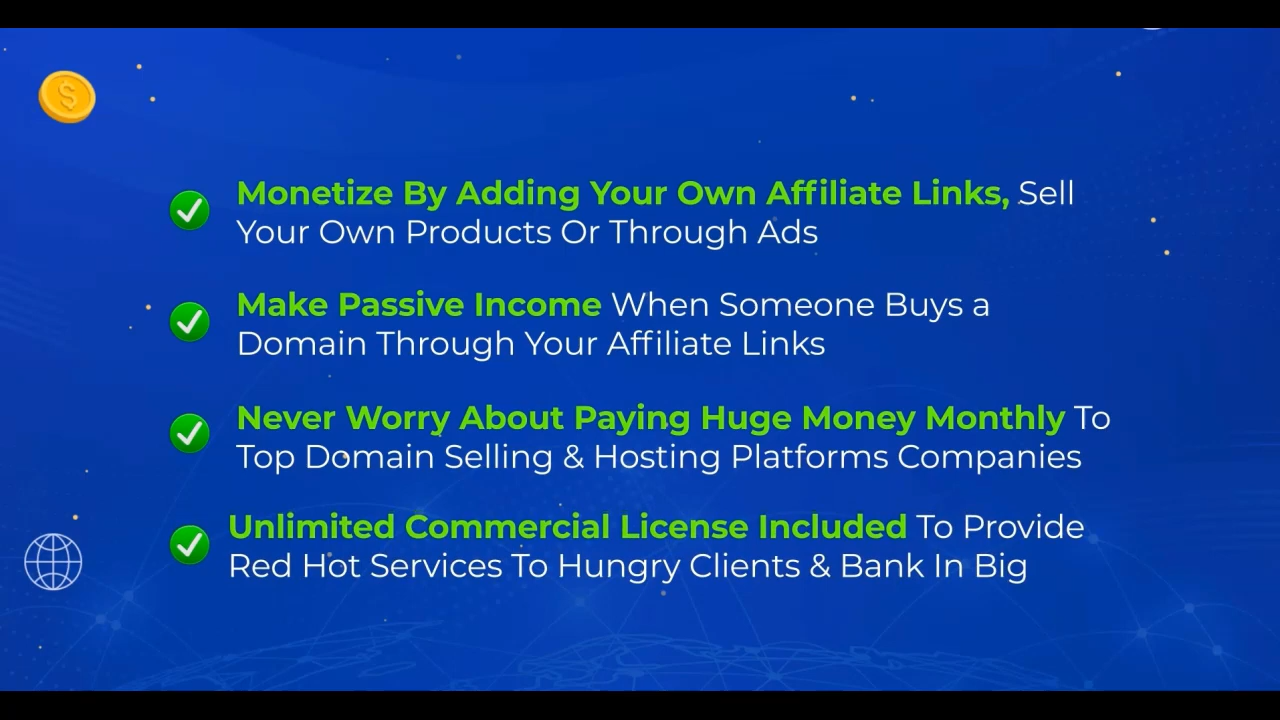 Monetize By Adding Your Own Affiliate Links, Sell
Your Own Products Or Through Ads
Make Passive Income When Someone Buys a
Domain Through Your Affiliate Links
Never Worry About Paying Huge Money Monthly To
Top Domain Selling & Hosting Platforms Companies
Unlimited Commercial License Included To Provide
Red Hot Services To Hungry Clients & Bank In Big